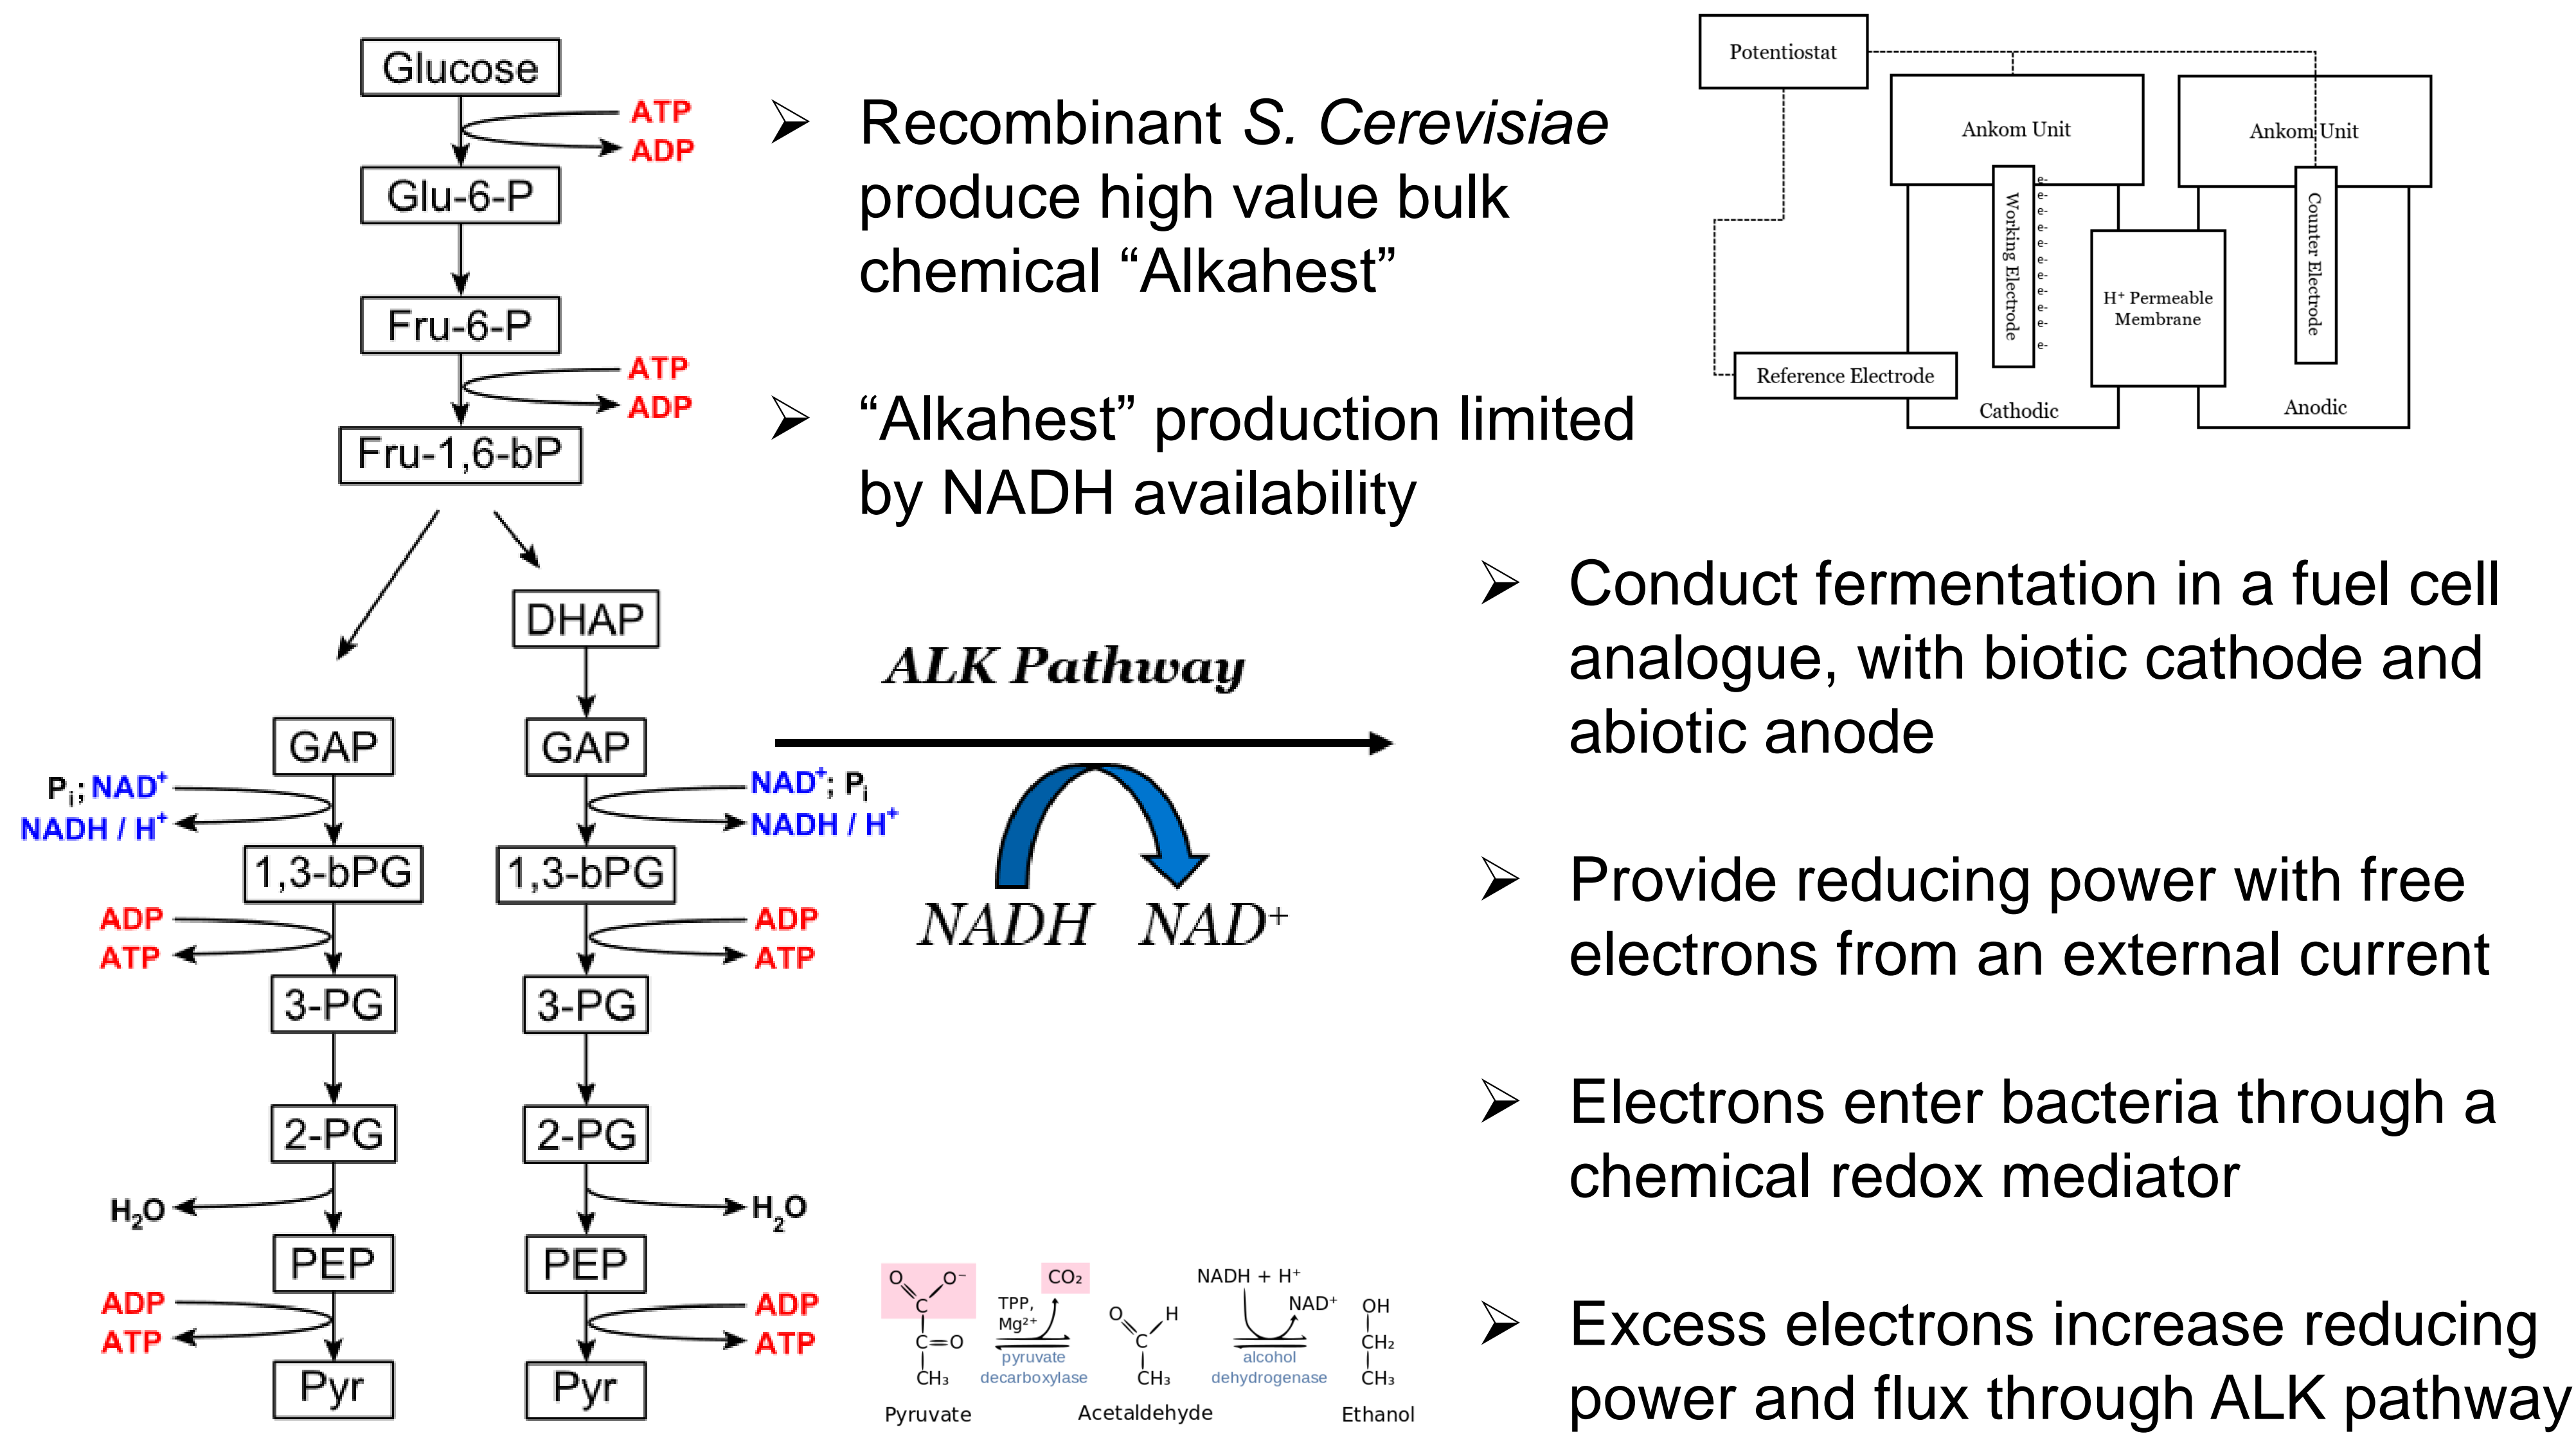 Glucose
ATP
ADP
Glu-6-P
Fru-6-P
ATP
ADP
Fru-1,6-bP
DHAP
GAP
GAP
Pi; NAD+
NADH / H+
NAD+; Pi
NADH / H+
1,3-bPG
1,3-bPG
ADP
ATP
ADP
ATP
3-PG
3-PG
2-PG
2-PG
H2O
H2O
PEP
PEP
ADP
ATP
ADP
ATP
Pyr
Pyr
➢ Recombinant S. Cerevisiae
produce high value bulk
chemical “Alkahest”
➢ “Alkahest” production limited
by NADH availability
ALK Pathway
NADH NAD+
Potentiostat
Ankom Unit
Ankom Unit
Working Electrode
e-
e-
e-
e-
e-
e-
e-
e-
e-
e-
e-
Counter Electrode
H+ Permeable
Membrane
Reference Electrode
Cathodic
Anodic
➢ Conduct fermentation in a fuel cell
analogue, with biotic cathode and
abiotic anode
➢ Provide reducing power with free
electrons from an external current
➢ Electrons enter bacteria through a
chemical redox mediator
➢ Excess electrons increase reducing
power and flux through ALK pathway
O O−
C
C=O
CH₃
Pyruvate
TPP,
Mg²⁺
CO₂
pyruvate
decarboxylase
O H
C
CH₃
Acetaldehyde
NADH + H⁺
NAD⁺
alcohol
dehydrogenase
OH
CH₂
CH₃
Ethanol